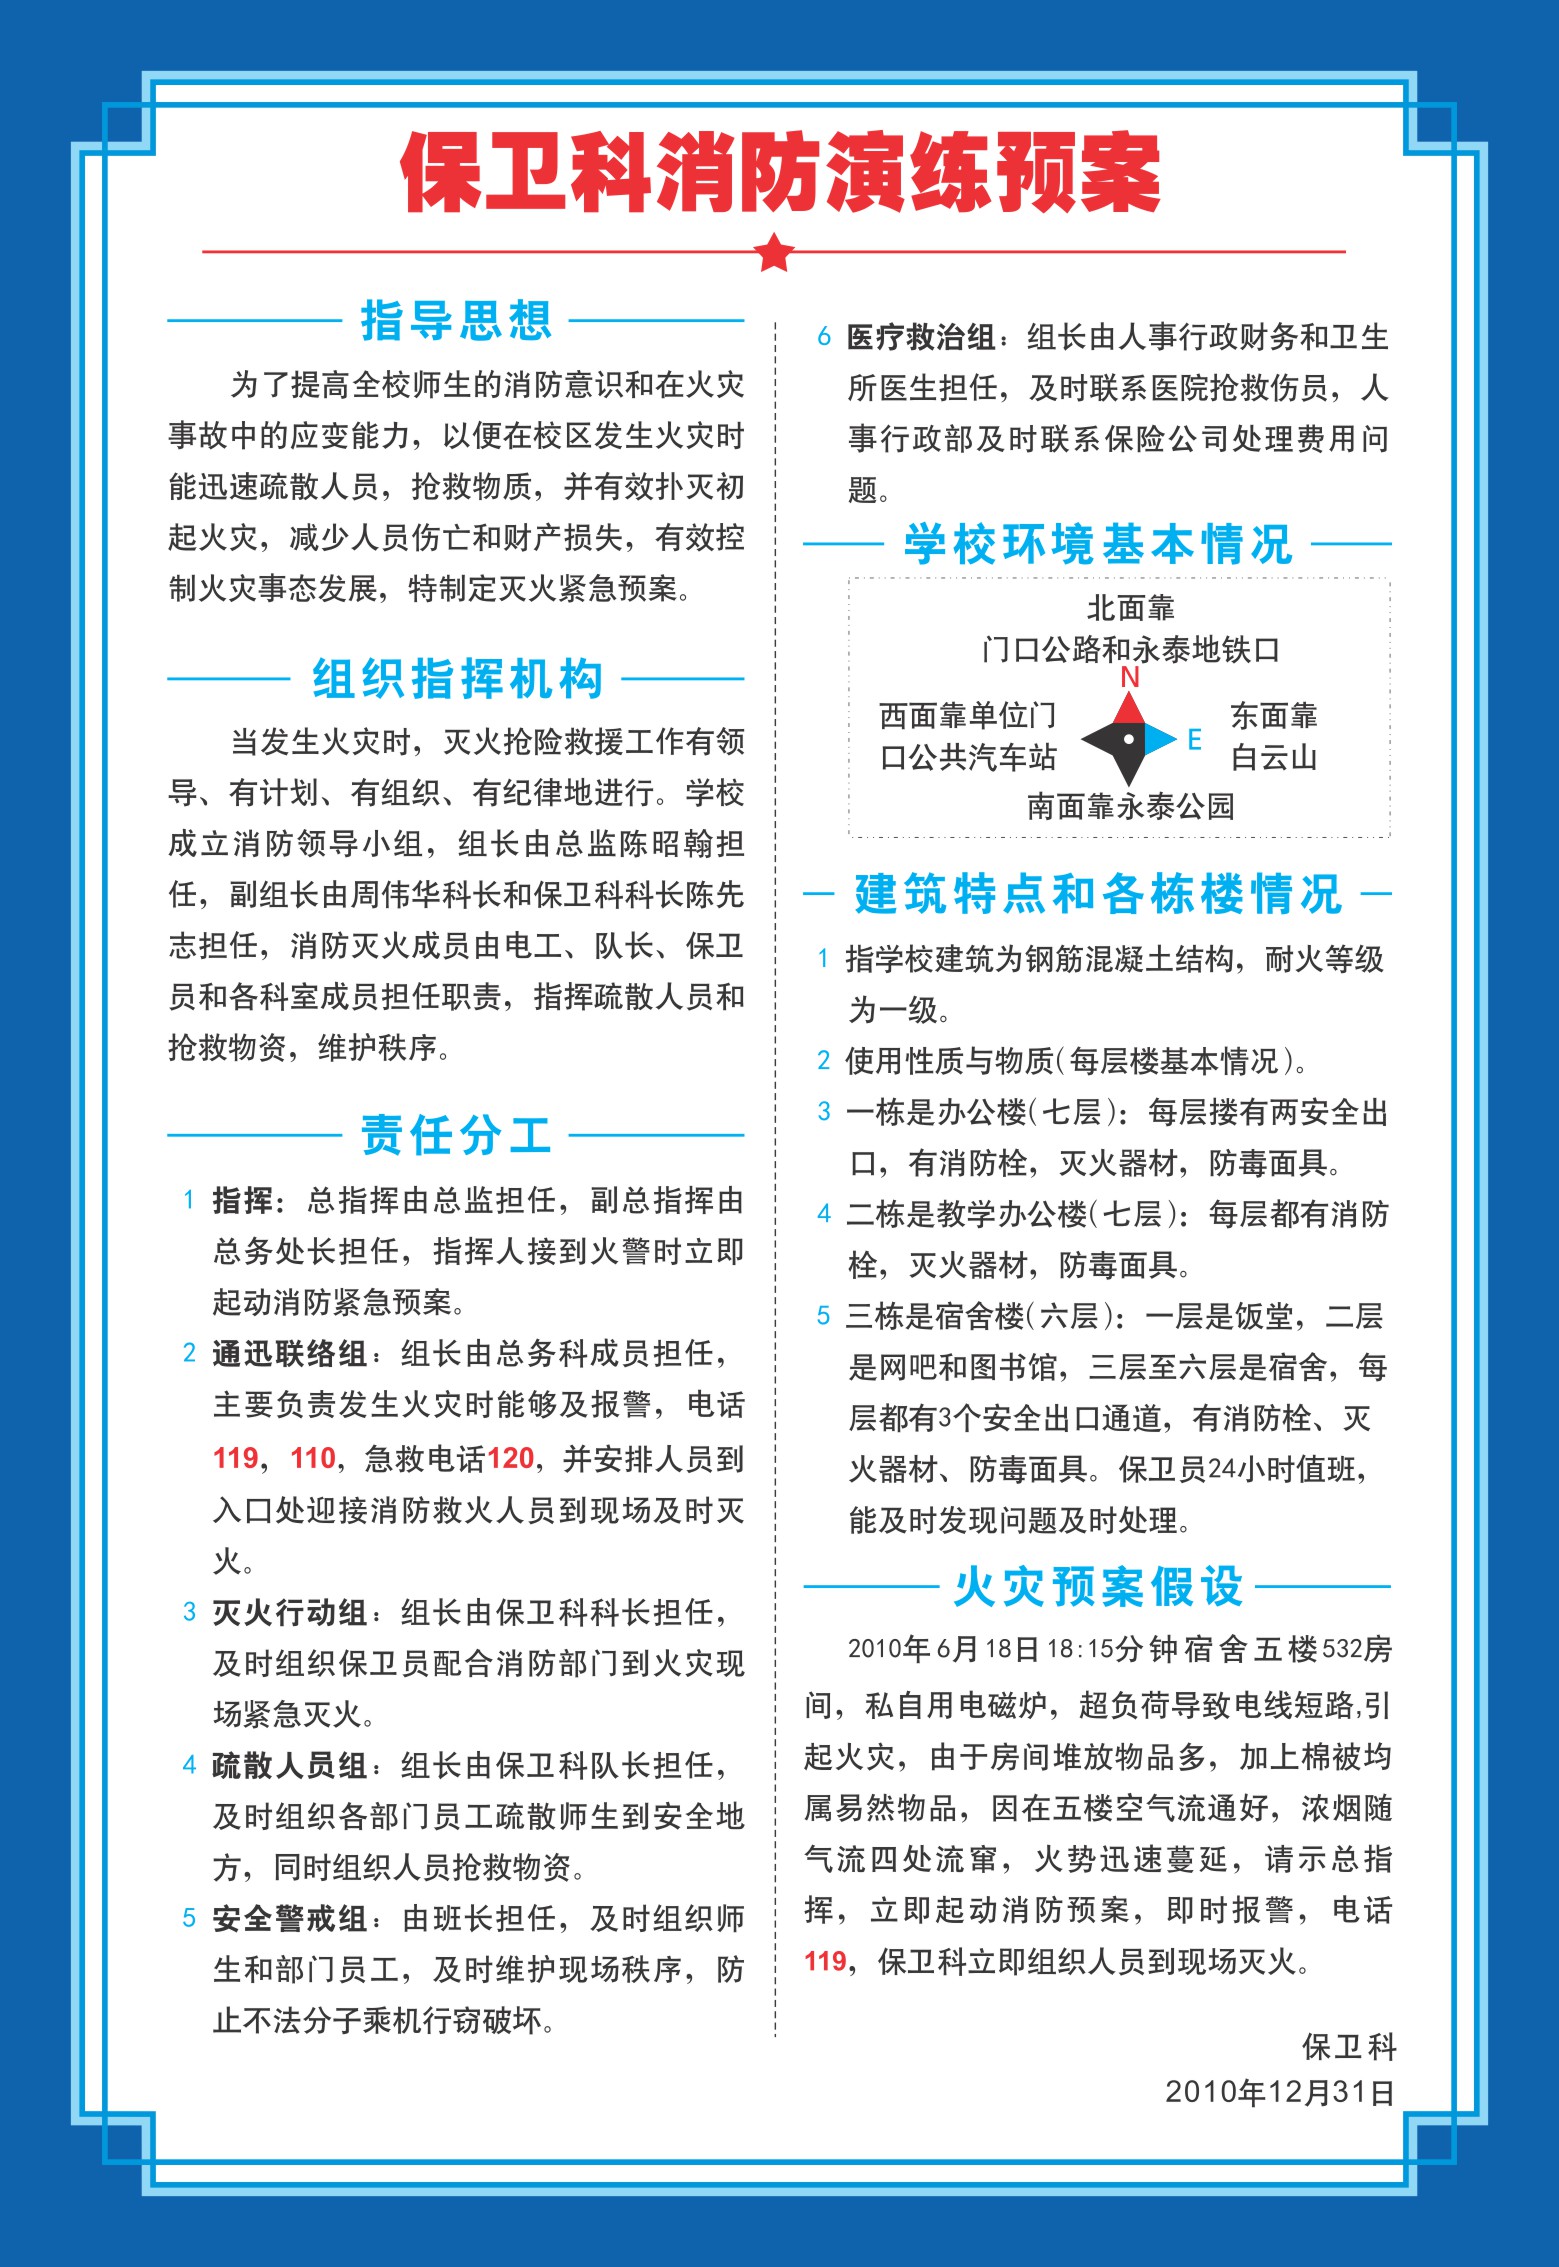 保卫科消防演练预案
指导思想
为了提高全校师生的消防意识和在火灾
事故中的应变能力，以便在校区发生火灾时
能迅速疏散人员，抢救物质，并有效扑灭初
起火灾，减少人员伤亡和财产损失，有效控
制火灾事态发展，特制定灭火紧急预案。
组织指挥机构
当发生火灾时，灭火抢险救援工作有领
导、有计划、有组织、有纪律地进行。学校
成立消防领导小组，组长由总监陈昭翰担
任，副组长由周伟华科长和保卫科科长陈先
志担任，消防灭火成员由电工、队长、保卫
员和各科室成员担任职责，指挥疏散人员和
抢救物资，维护秩序。
责任分工
1 指挥：总指挥由总监担任，副总指挥由
总务处长担任，指挥人接到火警时立即
起动消防紧急预案。
2 通迅联络组：组长由总务科成员担任，
主要负责发生火灾时能够及报警，电话
119，110，急救电话120，并安排人员到
入口处迎接消防救火人员到现场及时灭
火。
3 灭火行动组：组长由保卫科科长担任，
及时组织保卫员配合消防部门到火灾现
场紧急灭火。
4 疏散人员组：组长由保卫科队长担任，
及时组织各部门员工疏散师生到安全地
方，同时组织人员抢救物资。
5 安全警戒组：由班长担任，及时组织师
生和部门员工，及时维护现场秩序，防
止不法分子乘机行窃破坏。
6 医疗救治组：组长由人事行政财务和卫生
所医生担任，及时联系医院抢救伤员，人
事行政部及时联系保险公司处理费用问
题。
学校环境基本情况
北面靠
门口公路和永泰地铁口
N
西面靠单位门
口公共汽车站
E
东面靠
白云山
南面靠永泰公园
建筑特点和各栋楼情况
1 指学校建筑为钢筋混凝土结构，耐火等级
为一级。
2 使用性质与物质(每层楼基本情况)。
3 一栋是办公楼(七层)：每层搂有两安全出
口，有消防栓，灭火器材，防毒面具。
4 二栋是教学办公楼(七层)：每层都有消防
栓，灭火器材，防毒面具。
5 三栋是宿舍楼(六层)：一层是饭堂，二层
是网吧和图书馆，三层至六层是宿舍，每
层都有3个安全出口通道，有消防栓、灭
火器材、防毒面具。保卫员24小时值班，
能及时发现问题及时处理。
火灾预案假设
2010年6月18日18:15分钟宿舍五楼532房
间，私自用电磁炉，超负荷导致电线短路,引
起火灾，由于房间堆放物品多，加上棉被均
属易然物品，因在五楼空气流通好，浓烟随
气流四处流窜，火势迅速蔓延，请示总指
挥，立即起动消防预案，即时报警，电话
119，保卫科立即组织人员到现场灭火。
保卫科
2010年12月31日